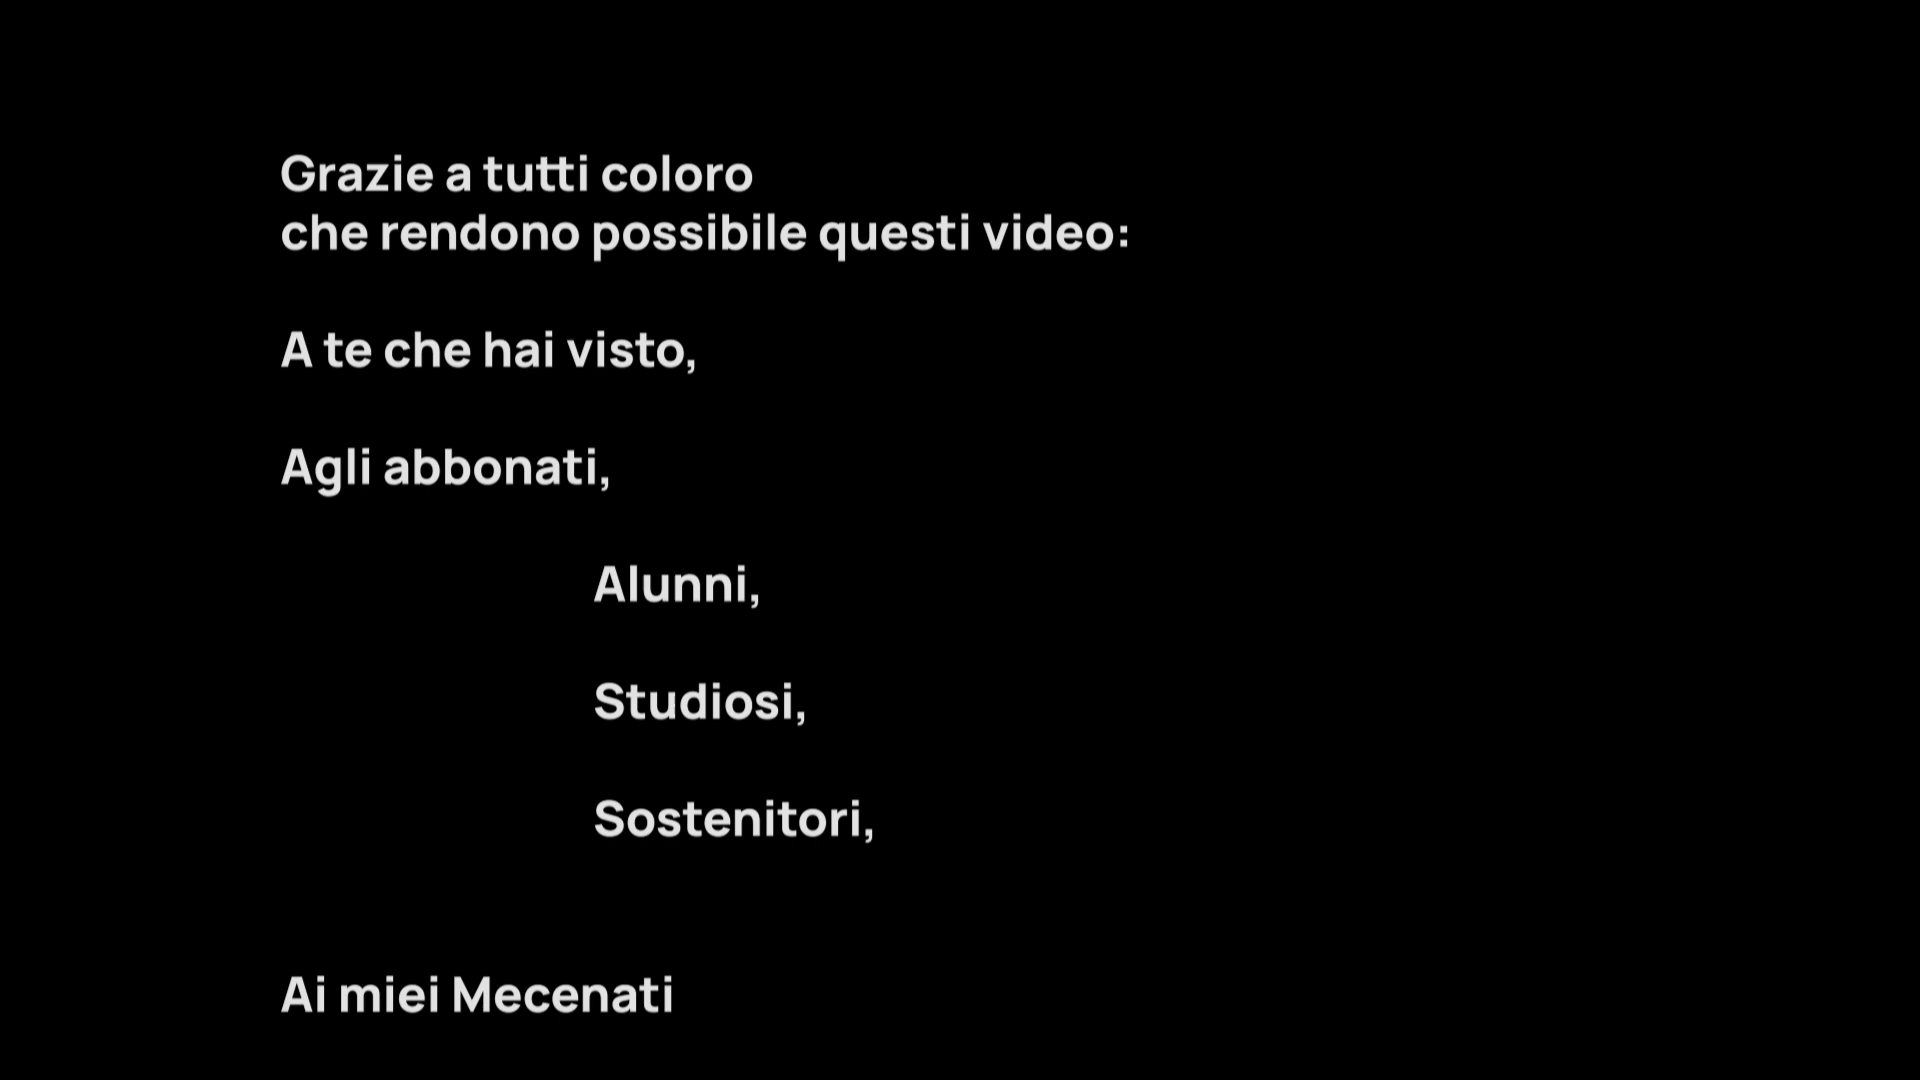 Grazie a tutti coloro
che rendono possibile questi video:
A te che hai visto,
Agli abbonati,
Alunni,
Studiosi,
Sostenitori,
Ai miei Mecenati